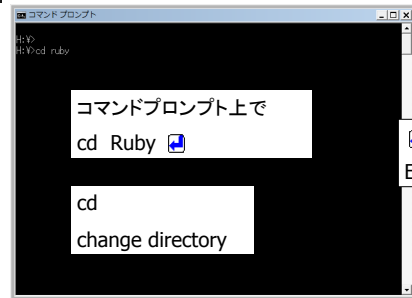 コマンドプロンプト
H:¥>
H:¥>cd ruby
コマンドプロンプト上で
cd Ruby
cd
change directory